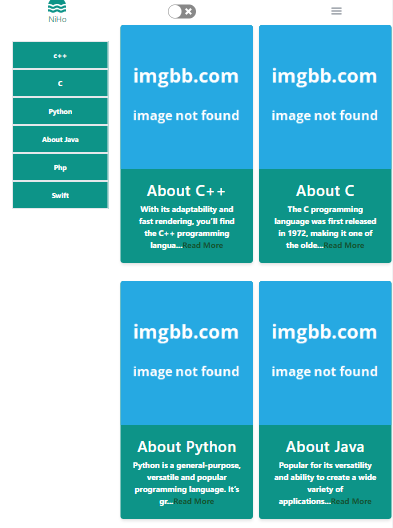 NiHo
c++
C
Python
About Java
Php
Swift
imgbb.com
image not found
About C++
With its adaptability and
fast rendering, you'll find
the C++ programming
langua...Read More
imgbb.com
image not found
About C
The C programming
language was first released
in 1972, making it one of
the olde...Read More
imgbb.com
image not found
About Python
Python is a general-purpose,
versatile and popular
programming language. It's
gr...Read More
imgbb.com
image not found
About Java
Popular for its versatility
and ability to create a wide
variety of
applications...Read More